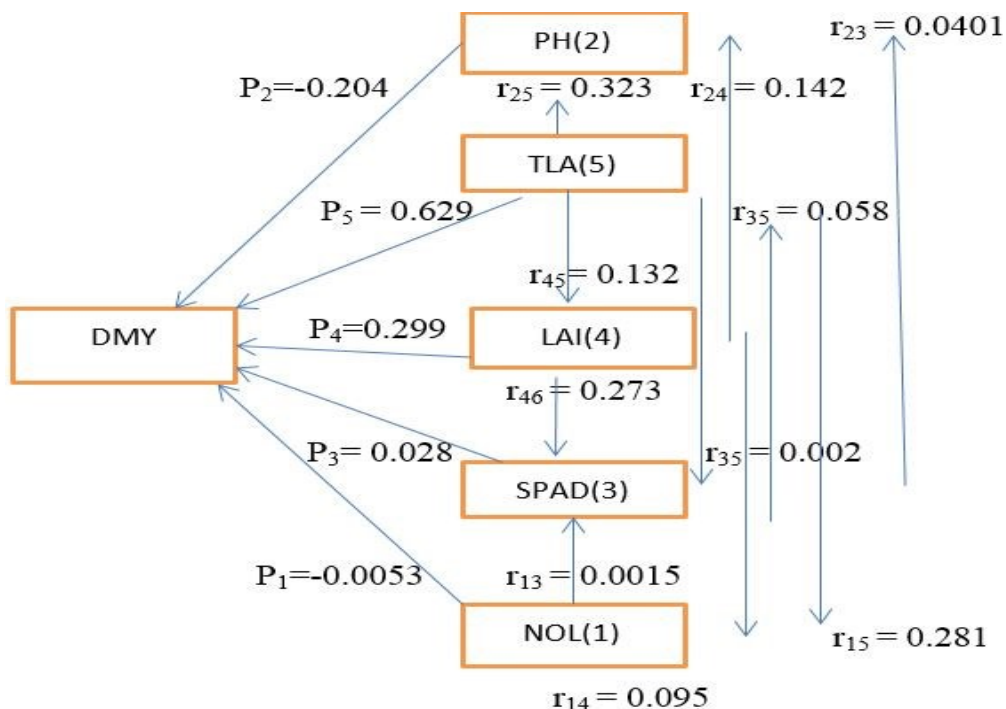 PH(2)
r₂₃ = 0.0401
P₂=-0.204
r₂₅ = 0.323
r₂₄ = 0.142
TLA(5)
P₅ = 0.629
r₃₅ = 0.058
r₄₅= 0.132
DMY
P₄=0.299
LAI(4)
r₄₆ = 0.273
P₃= 0.028
r₃₅= 0.002
SPAD(3)
P₁=-0.0053
r₁₃ = 0.0015
NOL(1)
r₁₅= 0.281
r₁₄ = 0.095